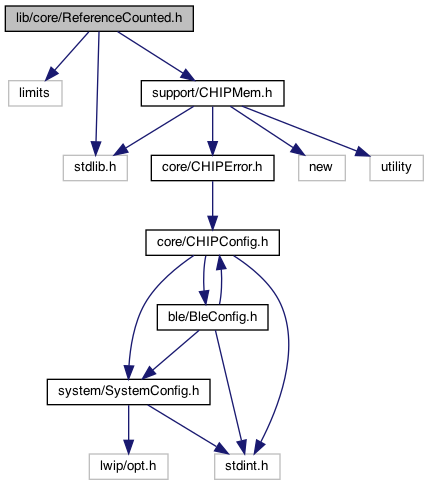 lib/core/ReferenceCounted.h
limits
support/CHIPMem.h
stdlib.h
core/CHIPError.h
new
utility
core/CHIPConfig.h
ble/BleConfig.h
system/SystemConfig.h
lwip/opt.h
stdint.h